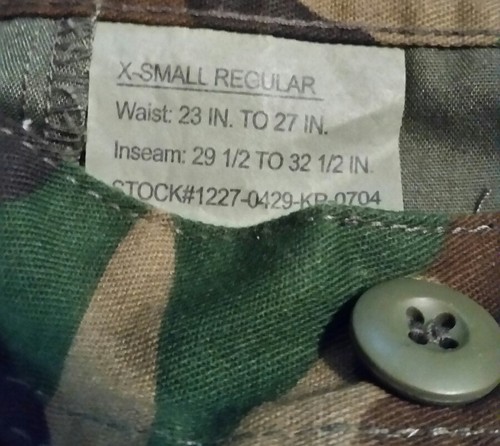 X-SMALL REGULAR
Waist: 23 IN. TO 27 IN.
Inseam: 29 1/2 TO 32 1/2 IN.
STOCK#1227-0429-KR-0704